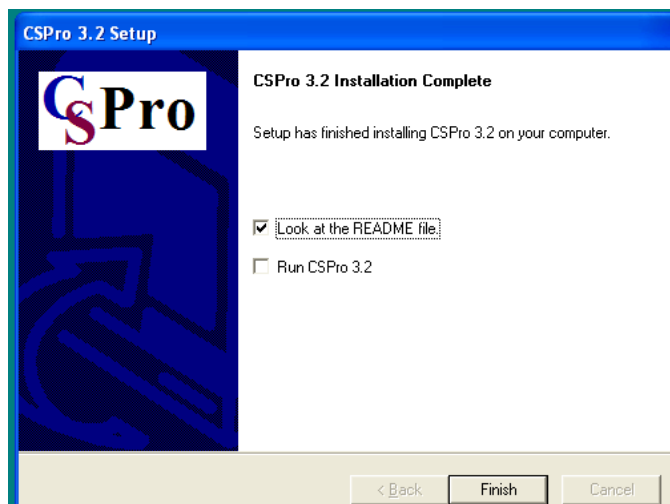 CSPro 3.2 Setup
CSPro
CSPro 3.2 Installation Complete
Setup has finished installing CSPro 3.2 on your computer.
Look at the README file.
Run CSPro 3.2
< Back
Finish
Cancel